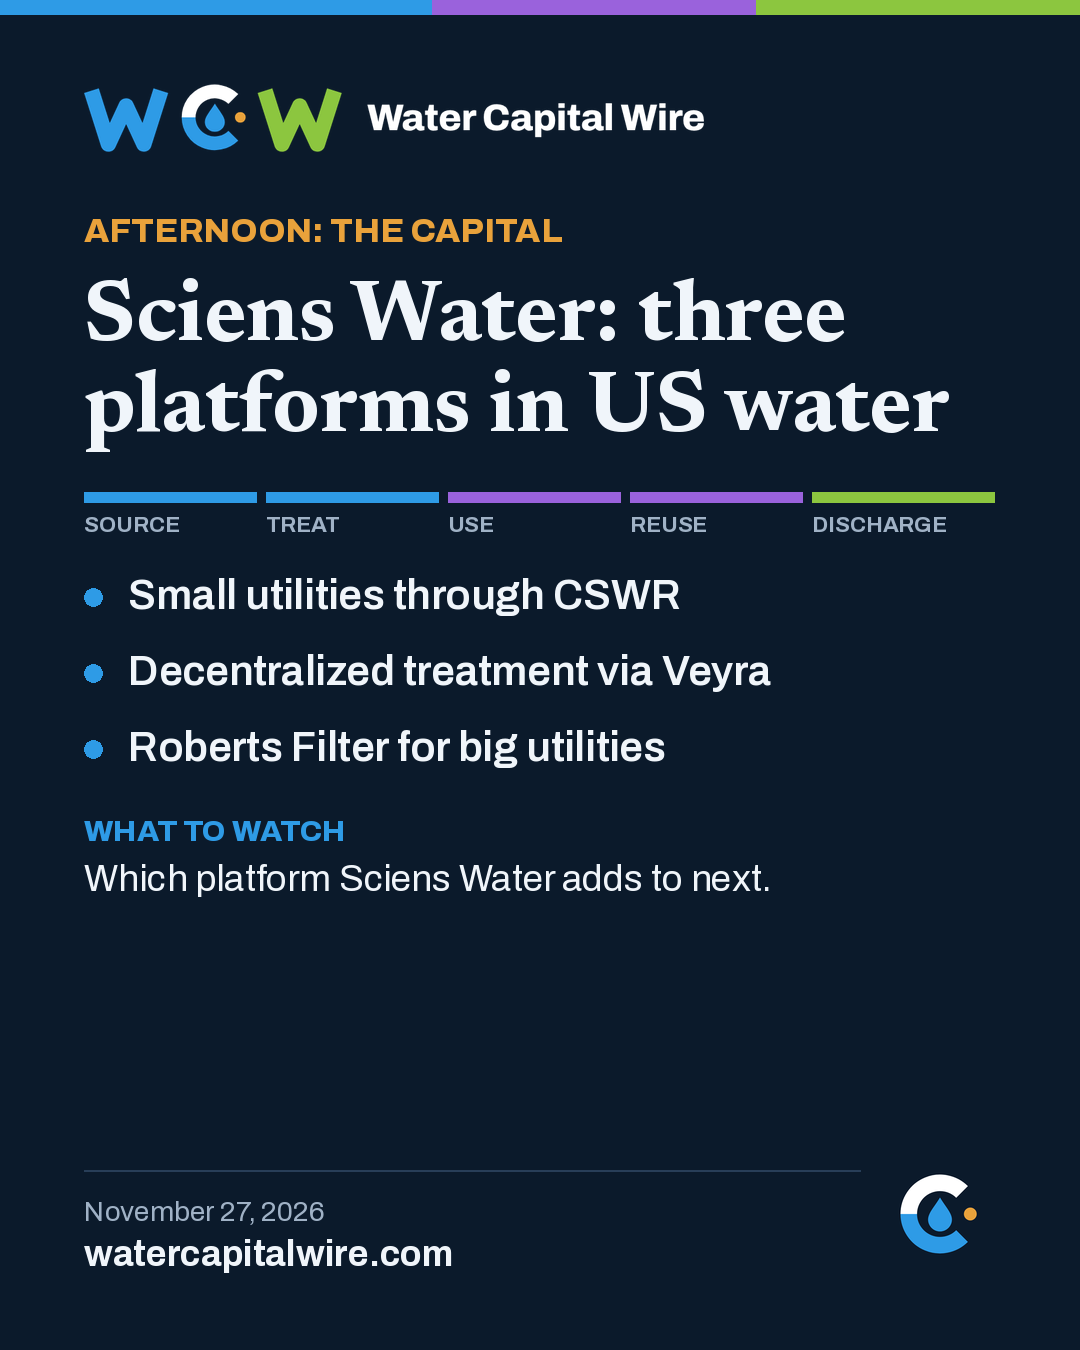 WCW Water Capital Wire
AFTERNOON: THE CAPITAL
Sciens Water: three
platforms in US water
SOURCE TREAT USE REUSE DISCHARGE
Small utilities through CSWR
Decentralized treatment via Veyra
Roberts Filter for big utilities
WHAT TO WATCH
Which platform Sciens Water adds to next.
November 27, 2026
watercapitalwire.com